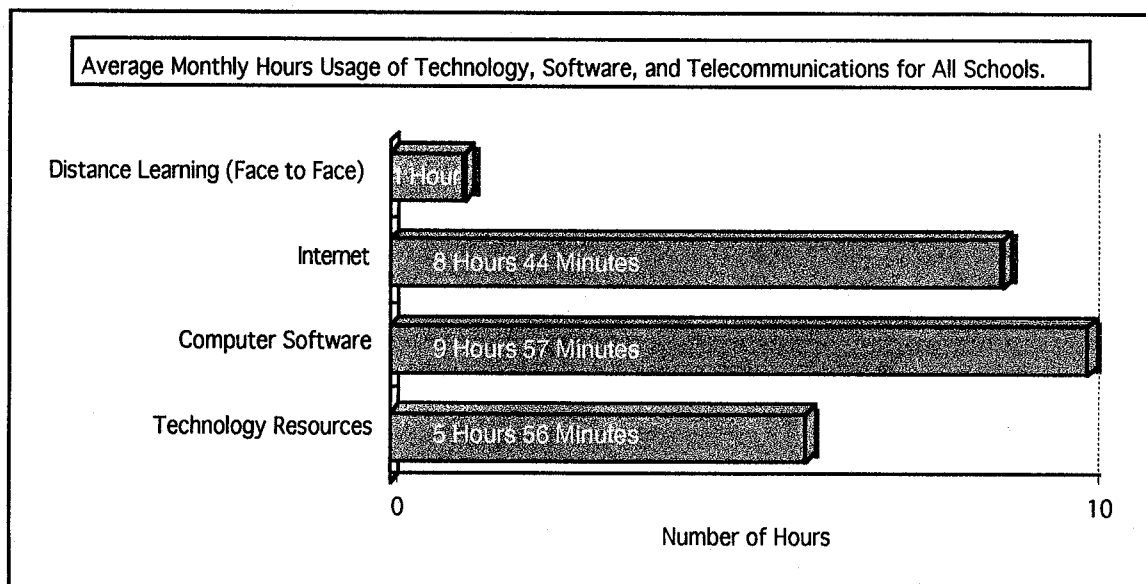 Average Monthly Hours Usage of Technology, Software, and Telecommunications for All Schools.
Distance Learning (Face to Face)
1 Hour
Internet
8 Hours 44 Minutes
Computer Software
9 Hours 57 Minutes
Technology Resources
5 Hours 56 Minutes
0
10
Number of Hours